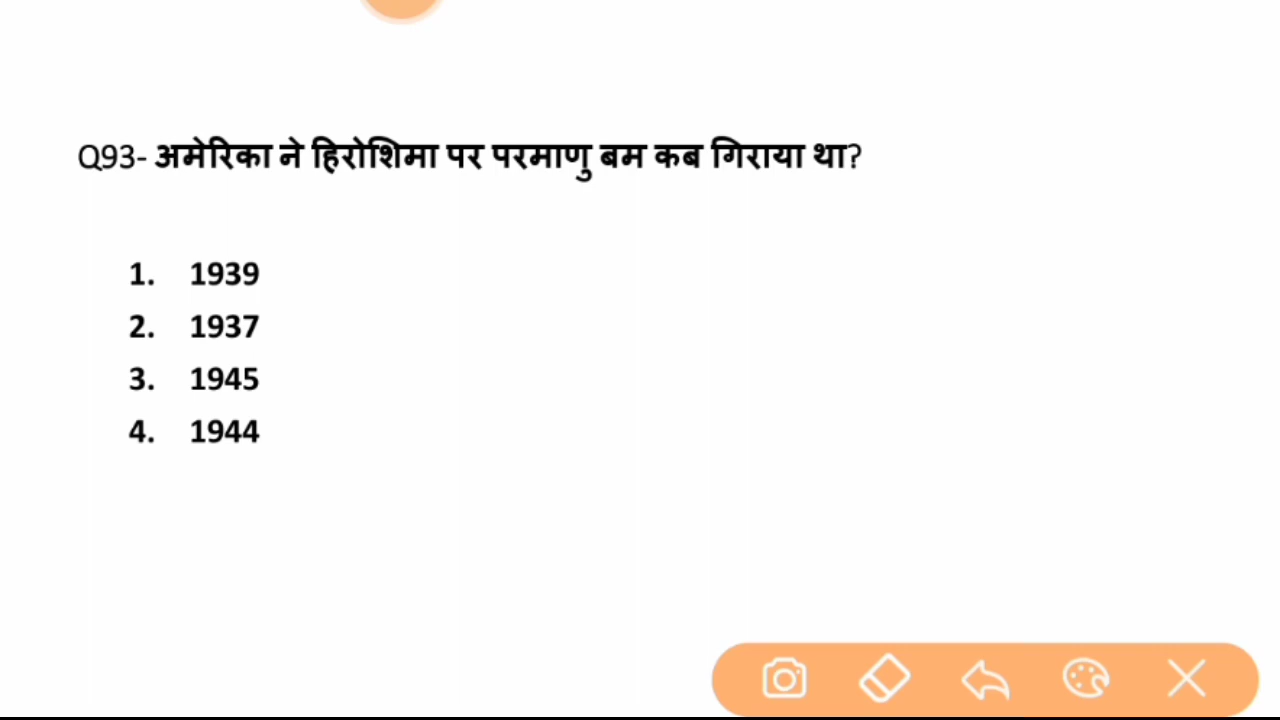 Q93- अमेरिका ने हिरोशिमा पर परमाणु बम कब गिराया था?
1. 1939
2. 1937
3. 1945
4. 1944